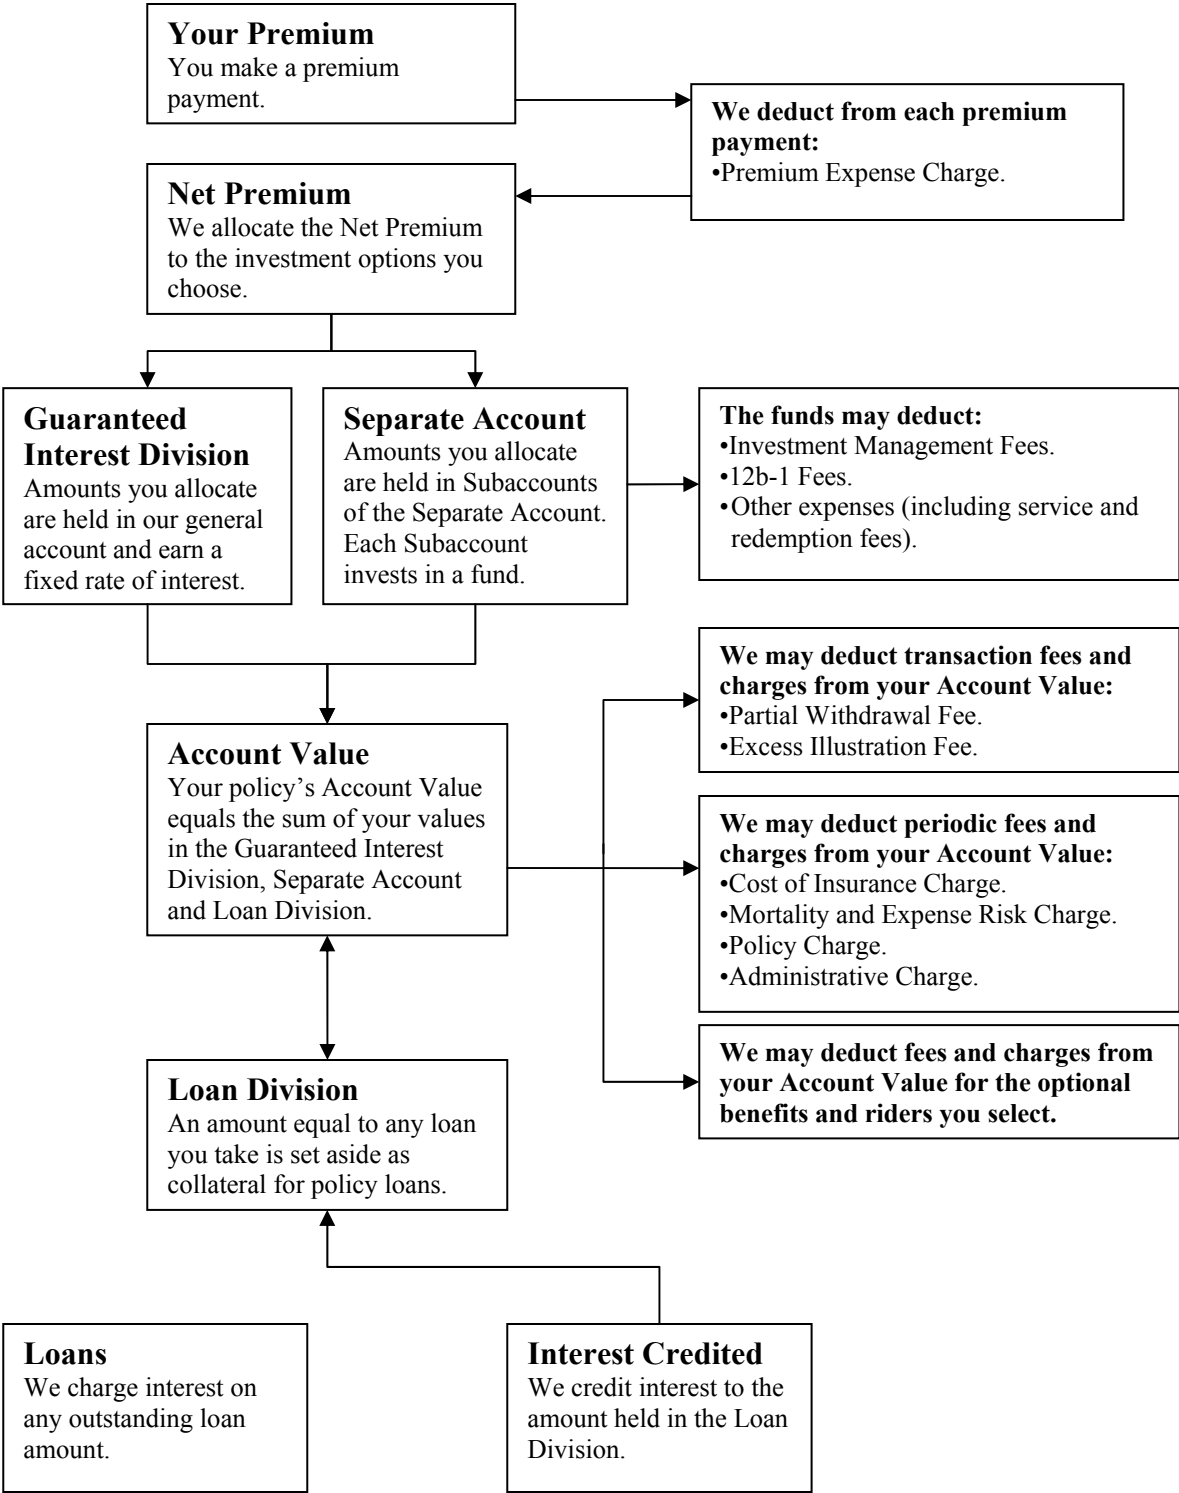 Your Premium
You make a premium
payment.
We deduct from each premium
payment:
•Premium Expense Charge.
Net Premium
We allocate the Net Premium
to the investment options you
choose.
Guaranteed
Interest Division
Amounts you allocate
are held in our general
account and earn a
fixed rate of interest.
Separate Account
Amounts you allocate
are held in Subaccounts
of the Separate Account.
Each Subaccount
invests in a fund.
The funds may deduct:
•Investment Management Fees.
•12b-1 Fees.
•Other expenses (including service and
redemption fees).
We may deduct transaction fees and
charges from your Account Value:
•Partial Withdrawal Fee.
•Excess Illustration Fee.
Account Value
Your policy’s Account Value
equals the sum of your values
in the Guaranteed Interest
Division, Separate Account
and Loan Division.
We may deduct periodic fees and
charges from your Account Value:
•Cost of Insurance Charge.
•Mortality and Expense Risk Charge.
•Policy Charge.
•Administrative Charge.
We may deduct fees and charges from
your Account Value for the optional
benefits and riders you select.
Loan Division
An amount equal to any loan
you take is set aside as
collateral for policy loans.
Loans
We charge interest on
any outstanding loan
amount.
Interest Credited
We credit interest to the
amount held in the Loan
Division.